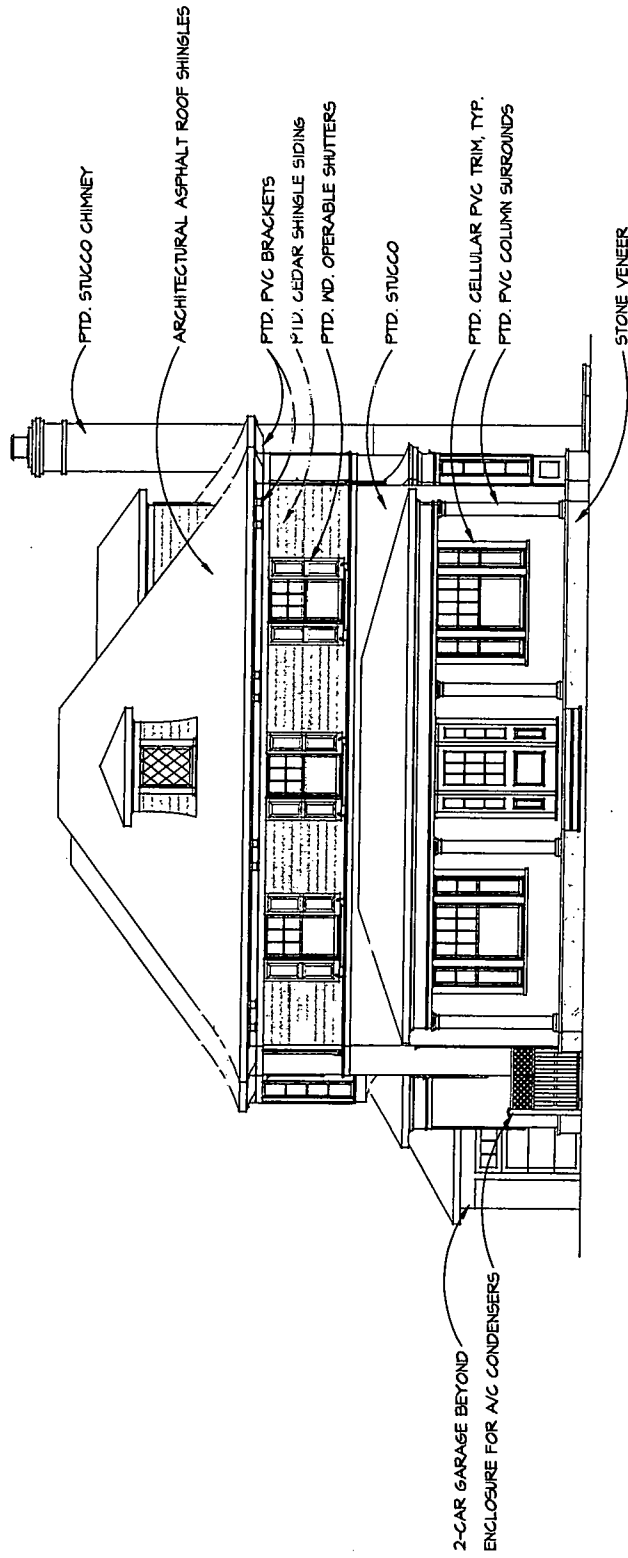 PTD. STUCCO CHIMNEY
ARCHITECTURAL ASPHALT ROOF SHINGLES
PTD. PVC BRACKETS
PTD. CEDAR SHINGLE SIDING
PTD. WD. OPERABLE SHUTTERS
PTD. STUCCO
PTD. CELLULAR PVC TRIM, TYP.
PTD. PVC COLUMN SURROUNDS
STONE VENEER
2-CAR GARAGE BEYOND
ENCLOSURE FOR A/C CONDENSERS